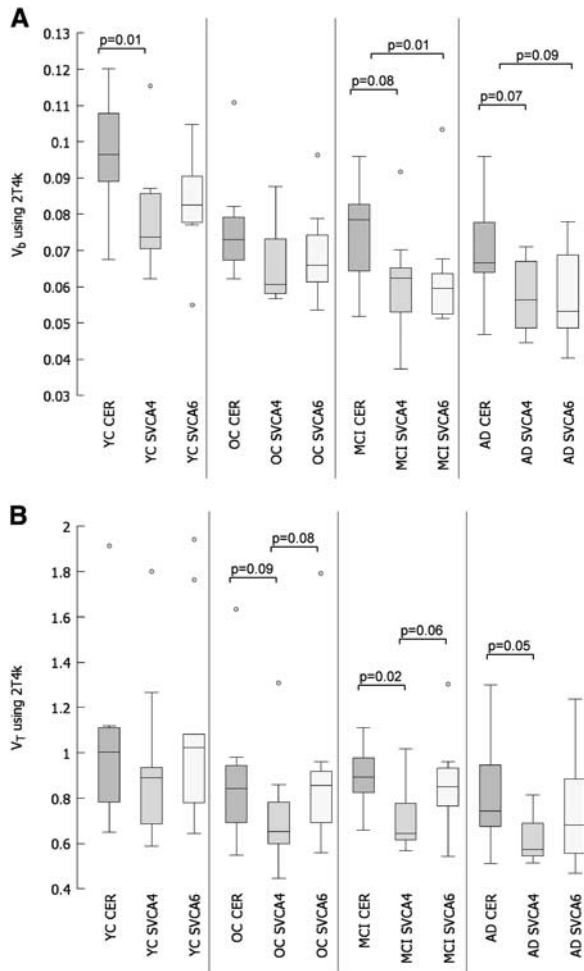 A
0.13
0.12
0.11
0.1
0.09
0.08
0.07
0.06
0.05
0.04
0.03
Vb using 2T4k
p=0.01
p=0.01
p=0.08
p=0.09
p=0.07
YC CER
YC SVCA4
YC SVCA6
OC CER
OC SVCA4
OC SVCA6
MCI CER
MCI SVCA4
MCI SVCA6
AD CER
AD SVCA4
AD SVCA6
B
2
1.8
1.6
1.4
1.2
1
0.8
0.6
0.4
VT using 2T4k
p=0.08
p=0.09
p=0.06
p=0.02
p=0.05
YC CER
YC SVCA4
YC SVCA6
OC CER
OC SVCA4
OC SVCA6
MCI CER
MCI SVCA4
MCI SVCA6
AD CER
AD SVCA4
AD SVCA6